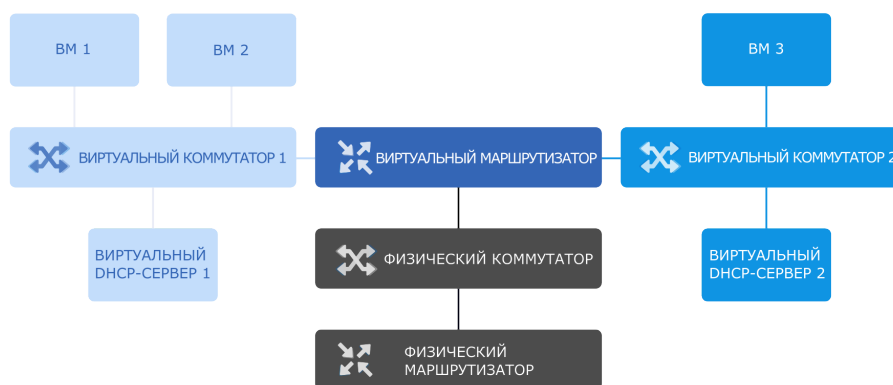 ВМ 1
ВМ 2
ВМ 3
ВИРТУАЛЬНЫЙ КОММУТАТОР 1
ВИРТУАЛЬНЫЙ МАРШРУТИЗАТОР
ВИРТУАЛЬНЫЙ КОММУТАТОР 2
ВИРТУАЛЬНЫЙ
DHCP-СЕРВЕР 1
ФИЗИЧЕСКИЙ КОММУТАТОР
ВИРТУАЛЬНЫЙ
DHCP-СЕРВЕР 2
ФИЗИЧЕСКИЙ
МАРШРУТИЗАТОР